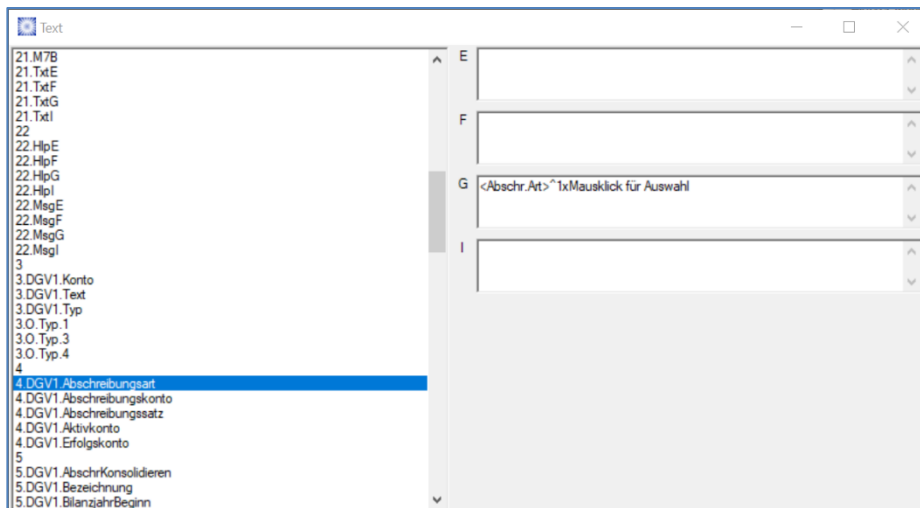 Text
21.M7B
21.TxtE
21.TxtF
21.TxtG
21.TxtI
22
22.HlpE
22.HlpF
22.HlpG
22.HlpI
22.MsgE
22.MsgF
22.MsgG
22.MsgI
3
3.DGV1.Konto
3.DGV1.Text
3.DGV1.Typ
3.O.Typ.1
3.O.Typ.3
3.O.Typ.4
4
4.DGV1.Abschreibungsart
4.DGV1.Abschreibungskonto
4.DGV1.Abschreibungssatz
4.DGV1.Aktivkonto
4.DGV1.Erfolgskonto
5
5.DGV1.AbschrKonsolidieren
5.DGV1.Bezeichnung
5.DGV1.BilanzjahrBeginn
E
F
G <Abschr.Art>^1xMausklick für Auswahl
I